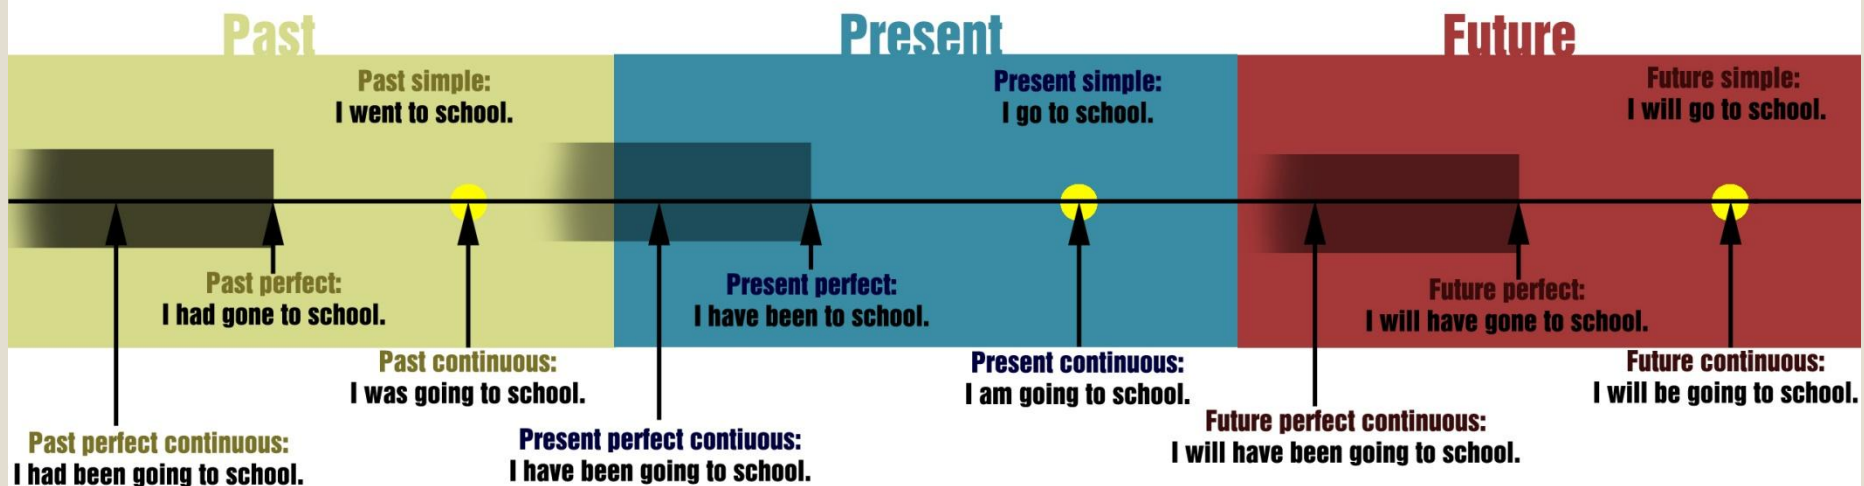 Past
Present
Future
Past simple:
I went to school.
Present simple:
I go to school.
Future simple:
I will go to school.
Past perfect:
I had gone to school.
Present perfect:
I have been to school.
Future perfect:
I will have gone to school.
Past continuous:
I was going to school.
Present continuous:
I am going to school.
Future continuous:
I will be going to school.
Past perfect continuous:
I had been going to school.
Present perfect contiuous:
I have been going to school.
Future perfect continuous:
I will have been going to school.